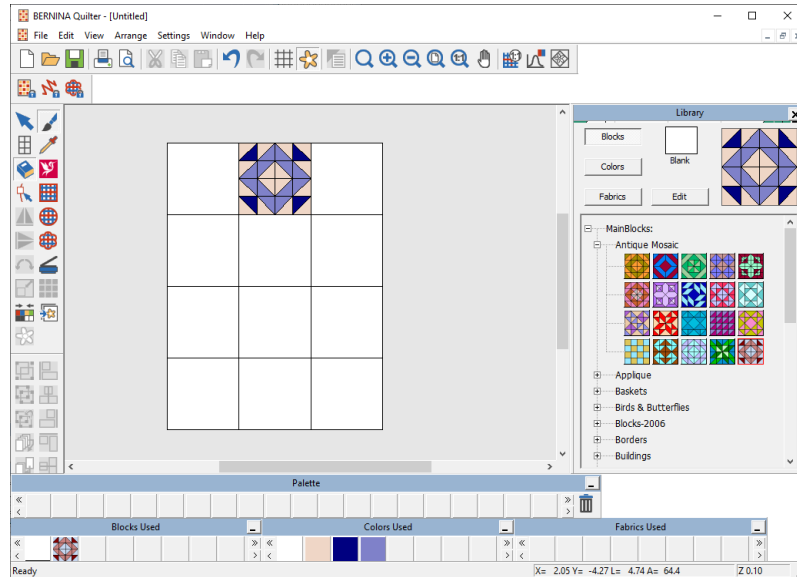 BERNINA Quilter - [Untitled]
File Edit View Arrange Settings Window Help
Library
Blocks
Blank
Colors
Fabrics
Edit
MainBlocks:
Antique Mosaic
Applique
Baskets
Birds & Butterflies
Blocks-2006
Borders
Buildings
Palette
Blocks Used
Colors Used
Fabrics Used
Ready
X= 2.05 Y= -4.27 L= 4.74 A= 64.4
Z 0.10